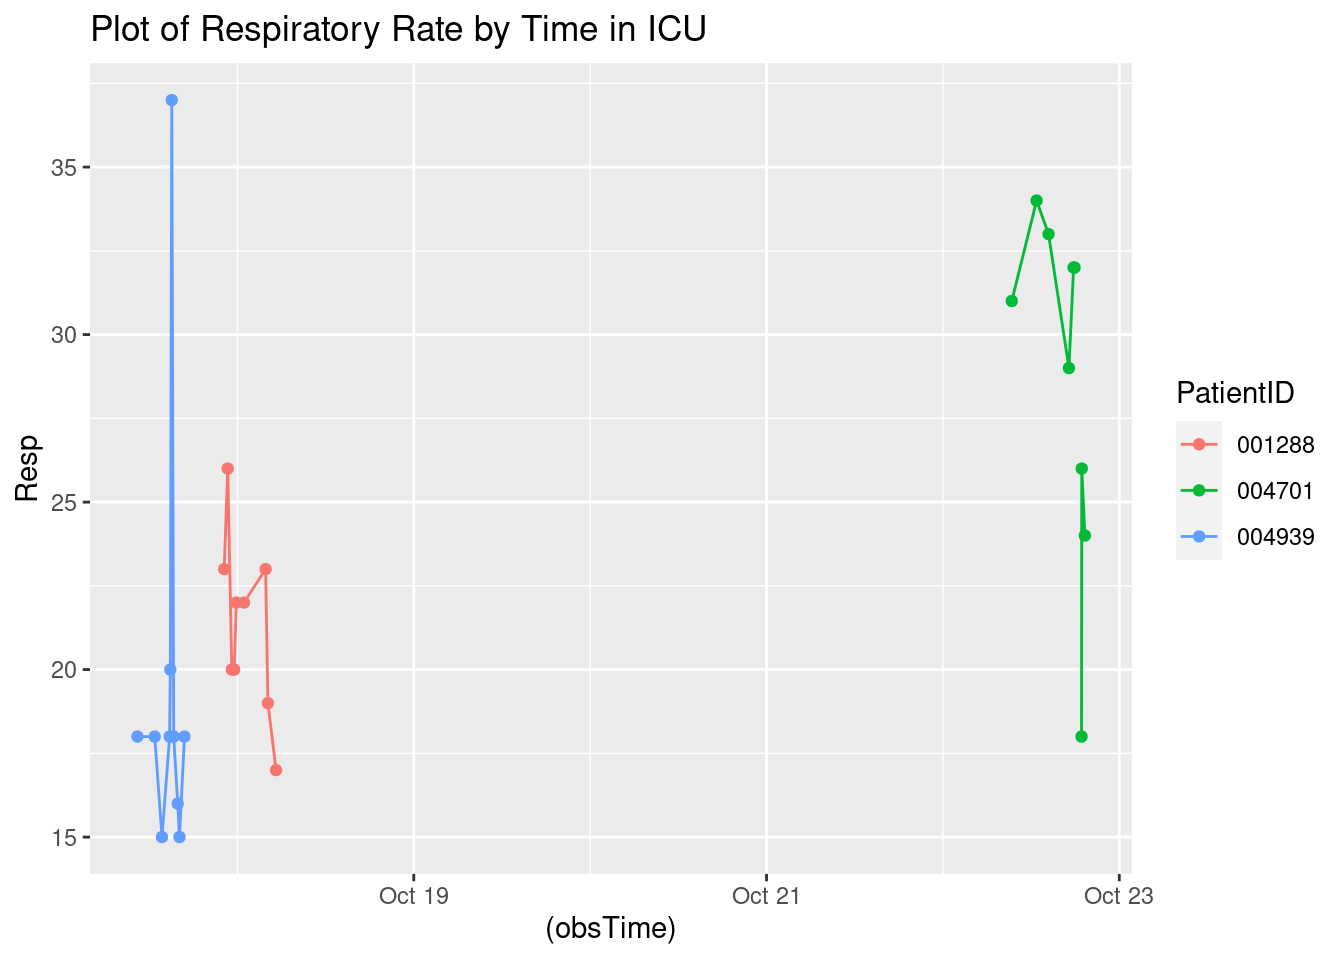 Plot of Respiratory Rate by Time in ICU
Resp
35
30
25
20
15
Oct 19
Oct 21
Oct 23
(obsTime)
PatientID
001288
004701
004939